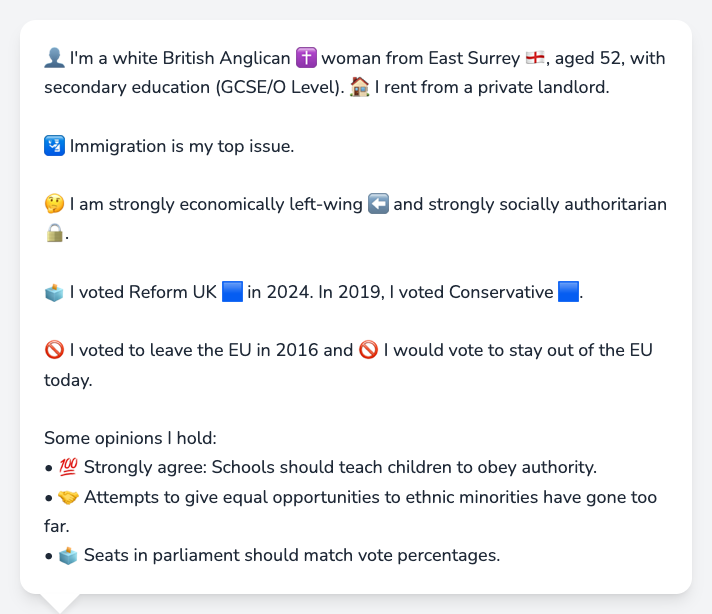 👤 I'm a white British Anglican ✝️ woman from East Surrey 🏴󠁧󠁢󠁥󠁮󠁧󠁿, aged 52, with
secondary education (GCSE/O Level). 🏠 I rent from a private landlord.
🛂 Immigration is my top issue.
🤔 I am strongly economically left-wing ⬅️ and strongly socially authoritarian
🔒.
🗳️ I voted Reform UK 🟦 in 2024. In 2019, I voted Conservative 🟦.
🚫 I voted to leave the EU in 2016 and 🚫 I would vote to stay out of the EU
today.
Some opinions I hold:
• 💯 Strongly agree: Schools should teach children to obey authority.
• 🤝 Attempts to give equal opportunities to ethnic minorities have gone too
far.
• 🗳️ Seats in parliament should match vote percentages.